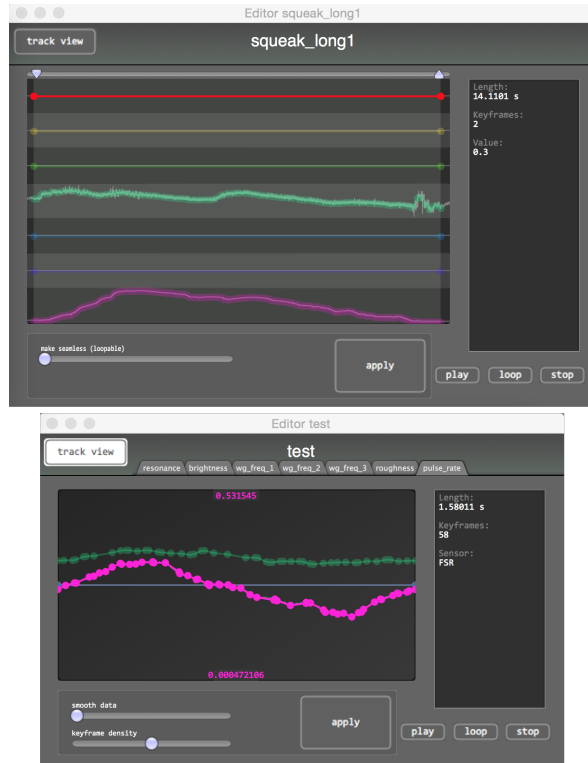 Editor squeak_long1
track view
squeak_long1
Length:
14.1101 s
Keyframes:
2
Value:
0.3
make seamless (loopable)
apply
play
loop
stop
Editor test
track view
test
resonance
brightness
wg_freq_1
wg_freq_2
wg_freq_3
roughness
pulse_rate
0.531545
Length:
1.58011 s
Keyframes:
58
Sensor:
FSR
0.000472106
smooth data
keyframe density
apply
play
loop
stop